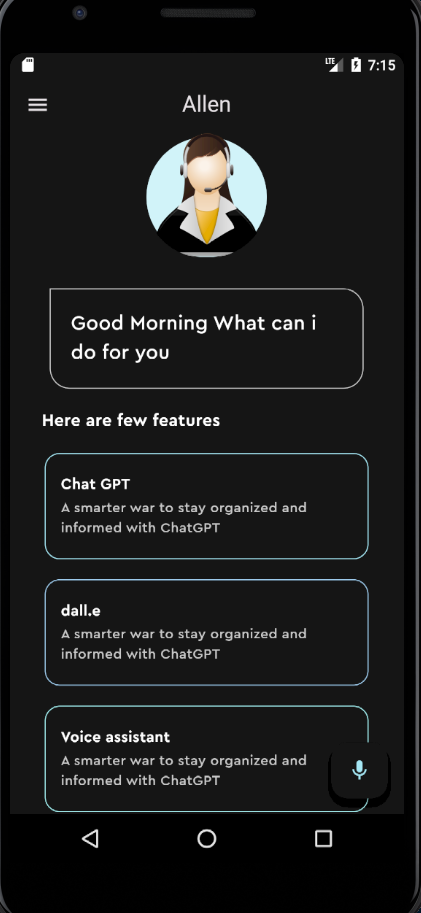 LTE 7:15
Allen
Good Morning What can i
do for you
Here are few features
Chat GPT
A smarter war to stay organized and
informed with ChatGPT
dall.e
A smarter war to stay organized and
informed with ChatGPT
Voice assistant
A smarter war to stay organized and
informed with ChatGPT